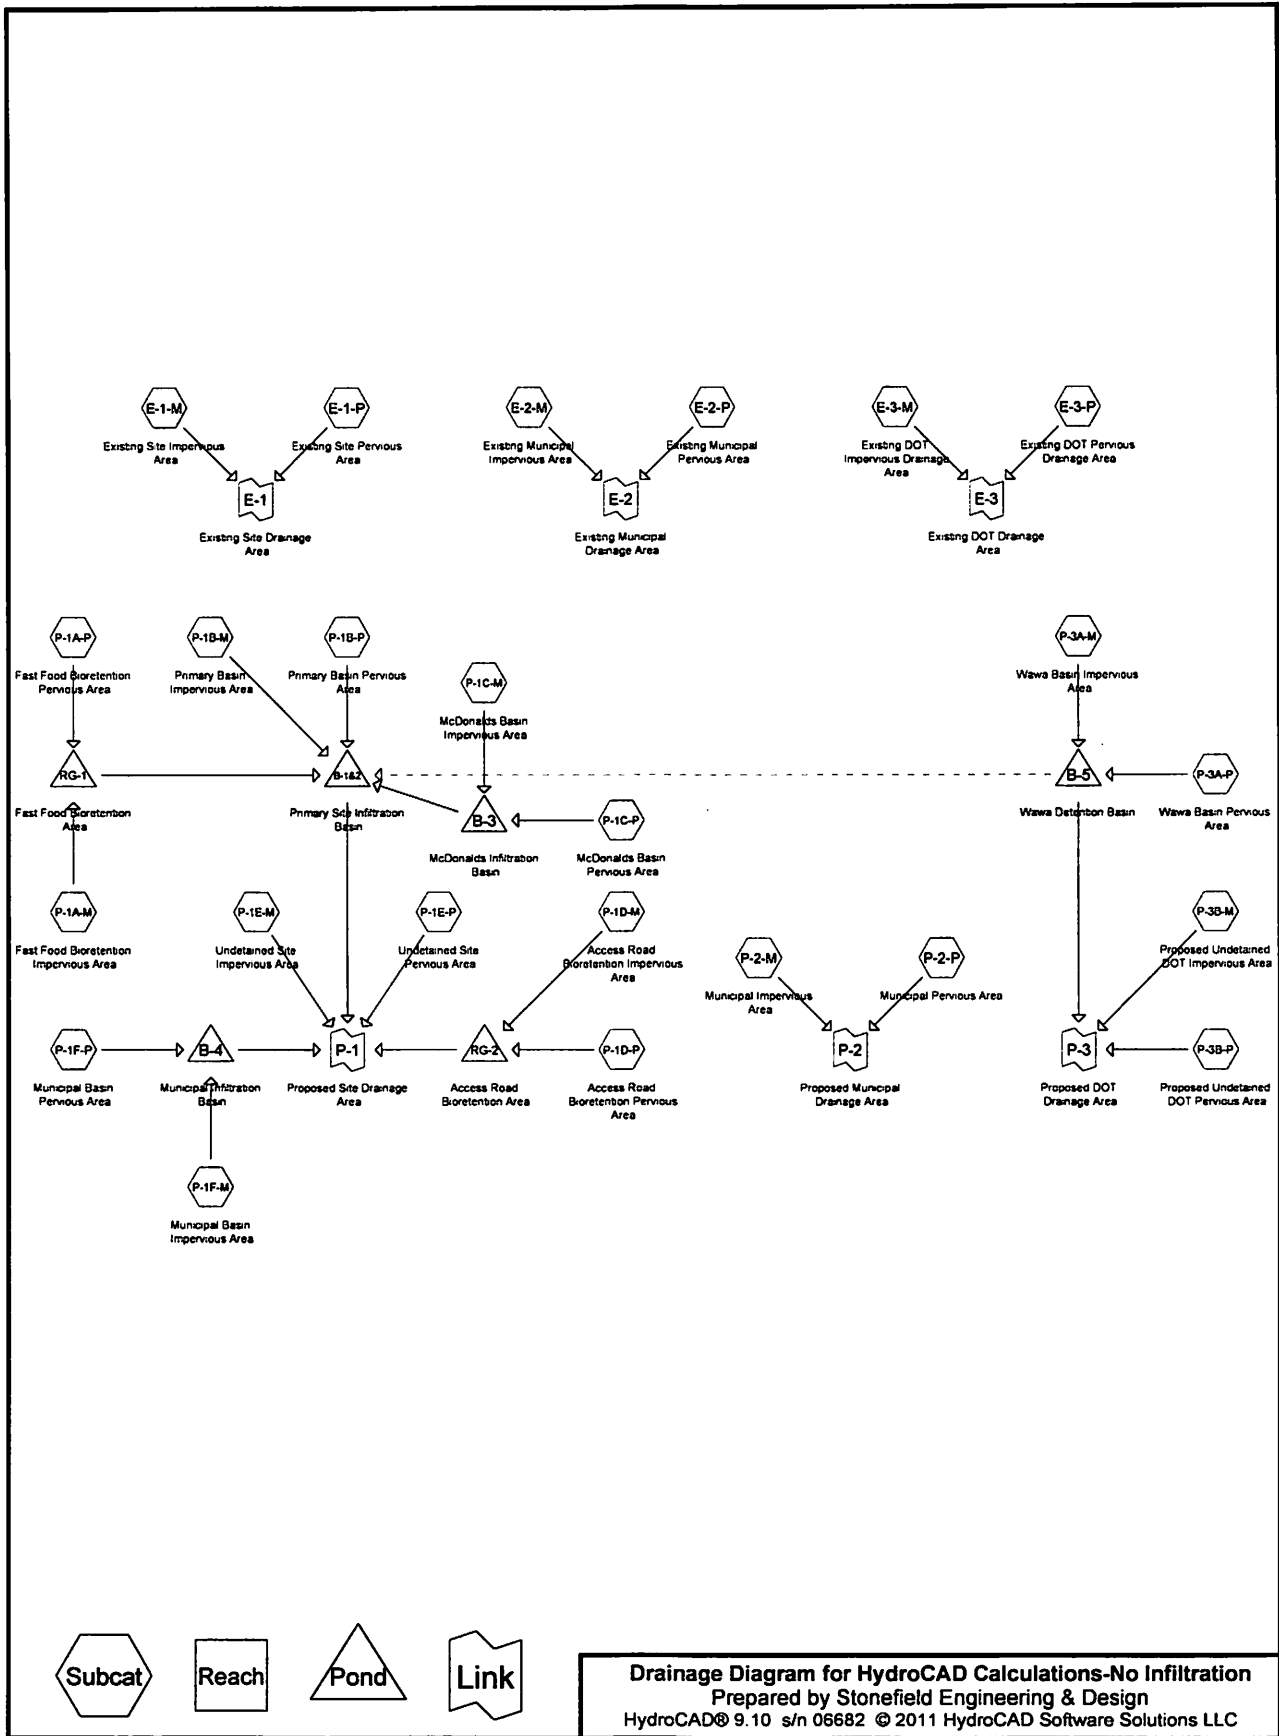 E-1-M
Existing Site Impervious
Area
E-1-P
Existing Site Pervious
Area
E-1
Existing Site Drainage
Area
E-2-M
Existing Municipal
Impervious Area
E-2-P
Existing Municipal
Pervious Area
E-2
Existing Municipal
Drainage Area
E-3-M
Existing DOT
Impervious Drainage
Area
E-3-P
Existing DOT Pervious
Drainage Area
E-3
Existing DOT Drainage
Area
P-1A-P
Fast Food Bioretention
Pervious Area
P-1B-M
Primary Basin
Impervious Area
P-1B-P
Primary Basin Pervious
Area
P-1C-M
McDonalds Basin
Impervious Area
P-3A-M
Wawa Basin Impervious
Area
RG-1
Fast Food Bioretention
Area
B-1&2
Primary Site Infiltration
Basin
B-3
McDonalds Infiltration
Basin
P-1C-P
McDonalds Basin
Pervious Area
B-5
Wawa Detention Basin
P-3A-P
Wawa Basin Pervious
Area
P-1A-M
Fast Food Bioretention
Impervious Area
P-1E-M
Undetained Site
Impervious Area
P-1E-P
Undetained Site
Pervious Area
P-1D-M
Access Road
Bioretention Impervious
Area
P-2-M
Municipal Impervious
Area
P-2-P
Municipal Pervious Area
P-3B-M
Proposed Undetained
DOT Impervious Area
P-1F-P
Municipal Basin
Pervious Area
B-4
Municipal Infiltration
Basin
P-1
Proposed Site Drainage
Area
RG-2
Access Road
Bioretention Area
P-1D-P
Access Road
Bioretention Pervious
Area
P-2
Proposed Municipal
Drainage Area
P-3
Proposed DOT
Drainage Area
P-3B-P
Proposed Undetained
DOT Pervious Area
P-1F-M
Municipal Basin
Impervious Area
Subcat
Reach
Pond
Link
Drainage Diagram for HydroCAD Calculations-No Infiltration
Prepared by Stonefield Engineering & Design
HydroCAD® 9.10 s/n 06682 © 2011 HydroCAD Software Solutions LLC